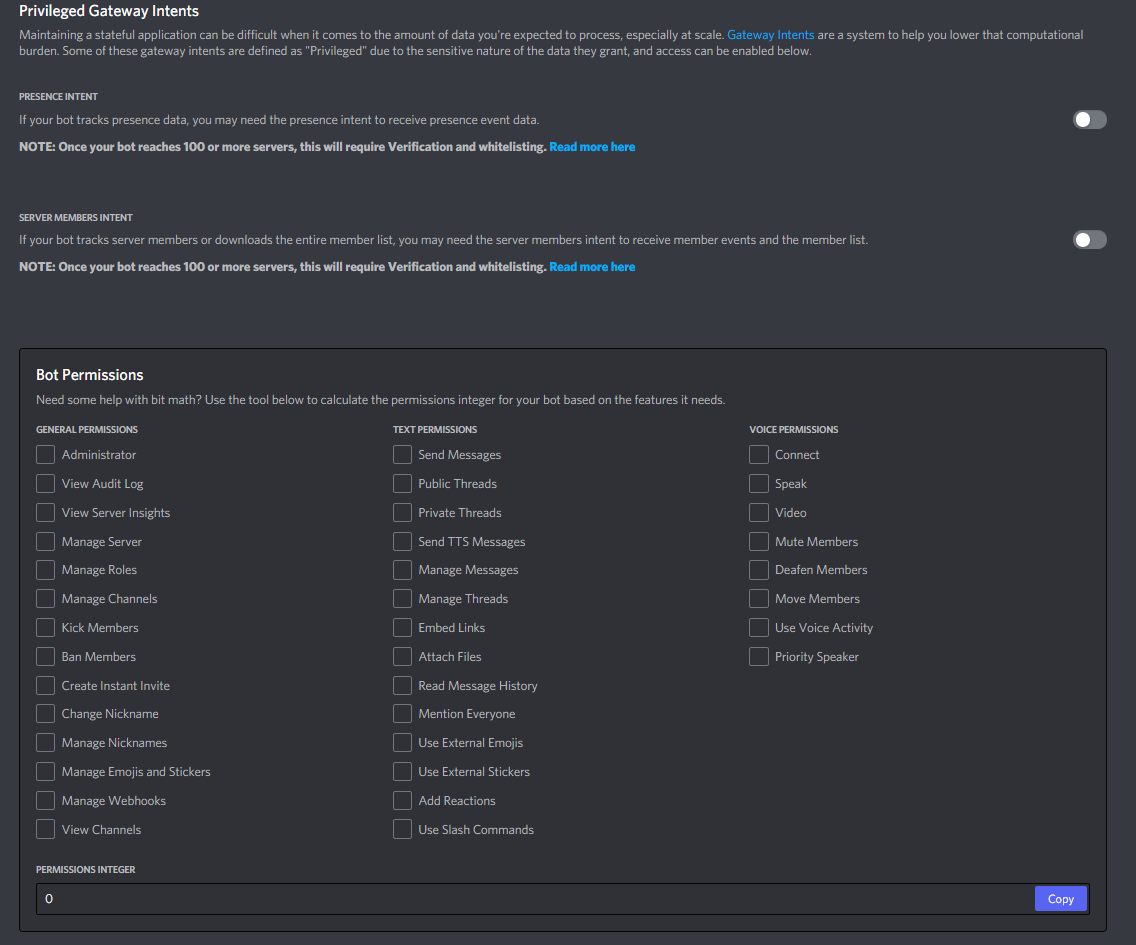 Privileged Gateway Intents
Maintaining a stateful application can be difficult when it comes to the amount of data you're expected to process, especially at scale. Gateway Intents are a system to help you lower that computational
burden. Some of these gateway intents are defined as "Privileged" due to the sensitive nature of the data they grant, and access can be enabled below.
PRESENCE INTENT
If your bot tracks presence data, you may need the presence intent to receive presence event data.
NOTE: Once your bot reaches 100 or more servers, this will require Verification and whitelisting. Read more here
SERVER MEMBERS INTENT
If your bot tracks server members or downloads the entire member list, you may need the server members intent to receive member events and the member list.
NOTE: Once your bot reaches 100 or more servers, this will require Verification and whitelisting. Read more here
Bot Permissions
Need some help with bit math? Use the tool below to calculate the permissions integer for your bot based on the features it needs.
GENERAL PERMISSIONS
Administrator
View Audit Log
View Server Insights
Manage Server
Manage Roles
Manage Channels
Kick Members
Ban Members
Create Instant Invite
Change Nickname
Manage Nicknames
Manage Emojis and Stickers
Manage Webhooks
View Channels
TEXT PERMISSIONS
Send Messages
Public Threads
Private Threads
Send TTS Messages
Manage Messages
Manage Threads
Embed Links
Attach Files
Read Message History
Mention Everyone
Use External Emojis
Use External Stickers
Add Reactions
Use Slash Commands
VOICE PERMISSIONS
Connect
Speak
Video
Mute Members
Deafen Members
Move Members
Use Voice Activity
Priority Speaker
PERMISSIONS INTEGER
0
Copy